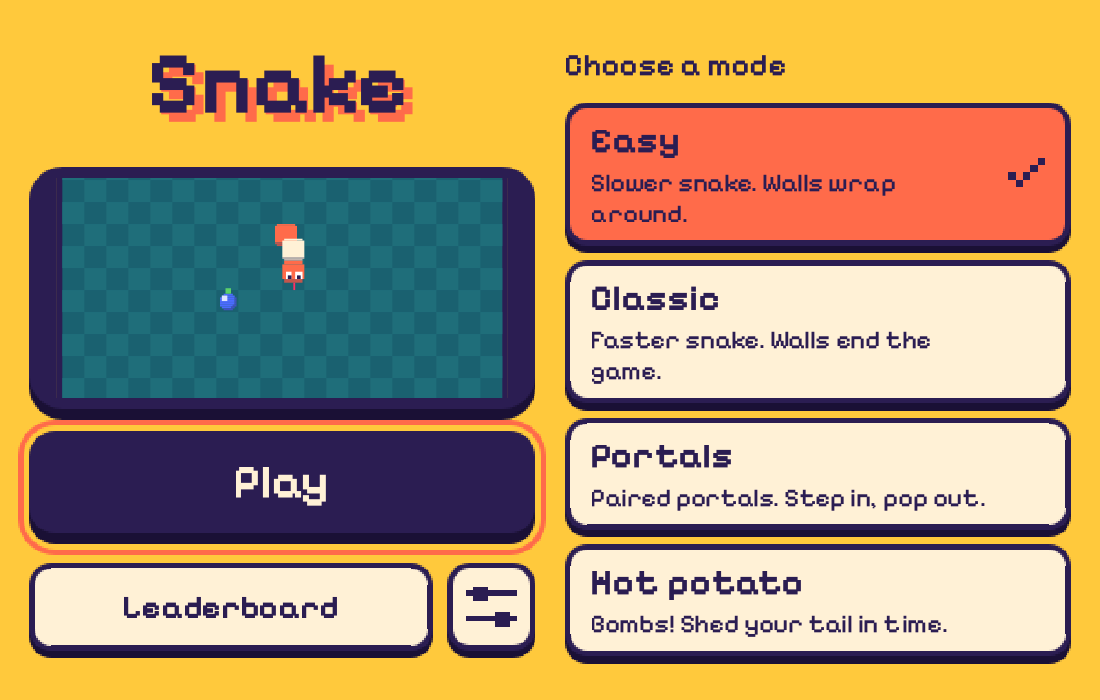 Snake
Play
Leaderboard
Choose a mode
Easy
Slower snake. Walls wrap
around.
Classic
Faster snake. Walls end the
game.
Portals
Paired portals. Step in, pop out.
Hot potato
Bombs! Shed your tail in time.